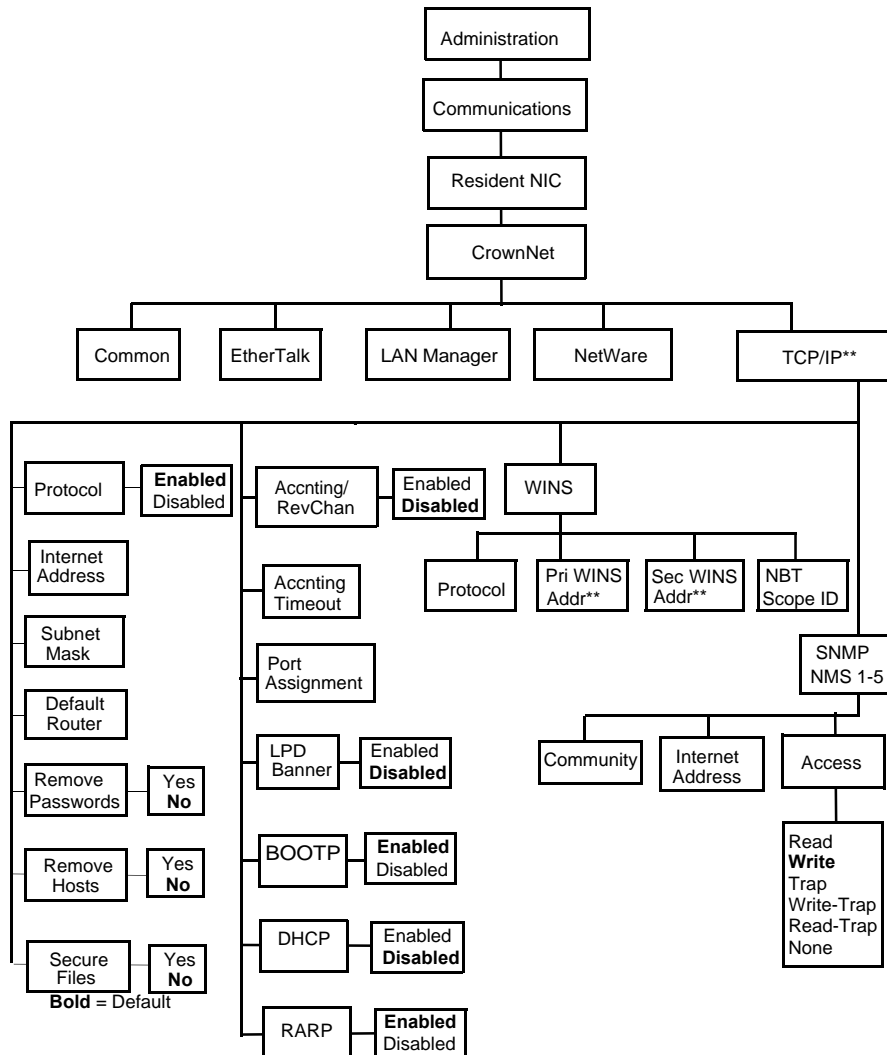 Administration
Communications
Resident NIC
CrownNet
Common
EtherTalk
LAN Manager
NetWare
TCP/IP**
Protocol
Enabled
Disabled
Internet
Address
Subnet
Mask
Default
Router
Remove
Passwords
Yes
No
Remove
Hosts
Yes
No
Secure
Files
Yes
No
Bold = Default
Accnting/
RevChan
Enabled
Disabled
Accnting
Timeout
Port
Assignment
LPD
Banner
Enabled
Disabled
BOOTP
Enabled
Disabled
DHCP
Enabled
Disabled
RARP
Enabled
Disabled
WINS
Protocol
Pri WINS
Addr**
Sec WINS
Addr**
NBT
Scope ID
SNMP
NMS 1-5
Community
Internet
Address
Access
Read
Write
Trap
Write-Trap
Read-Trap
None